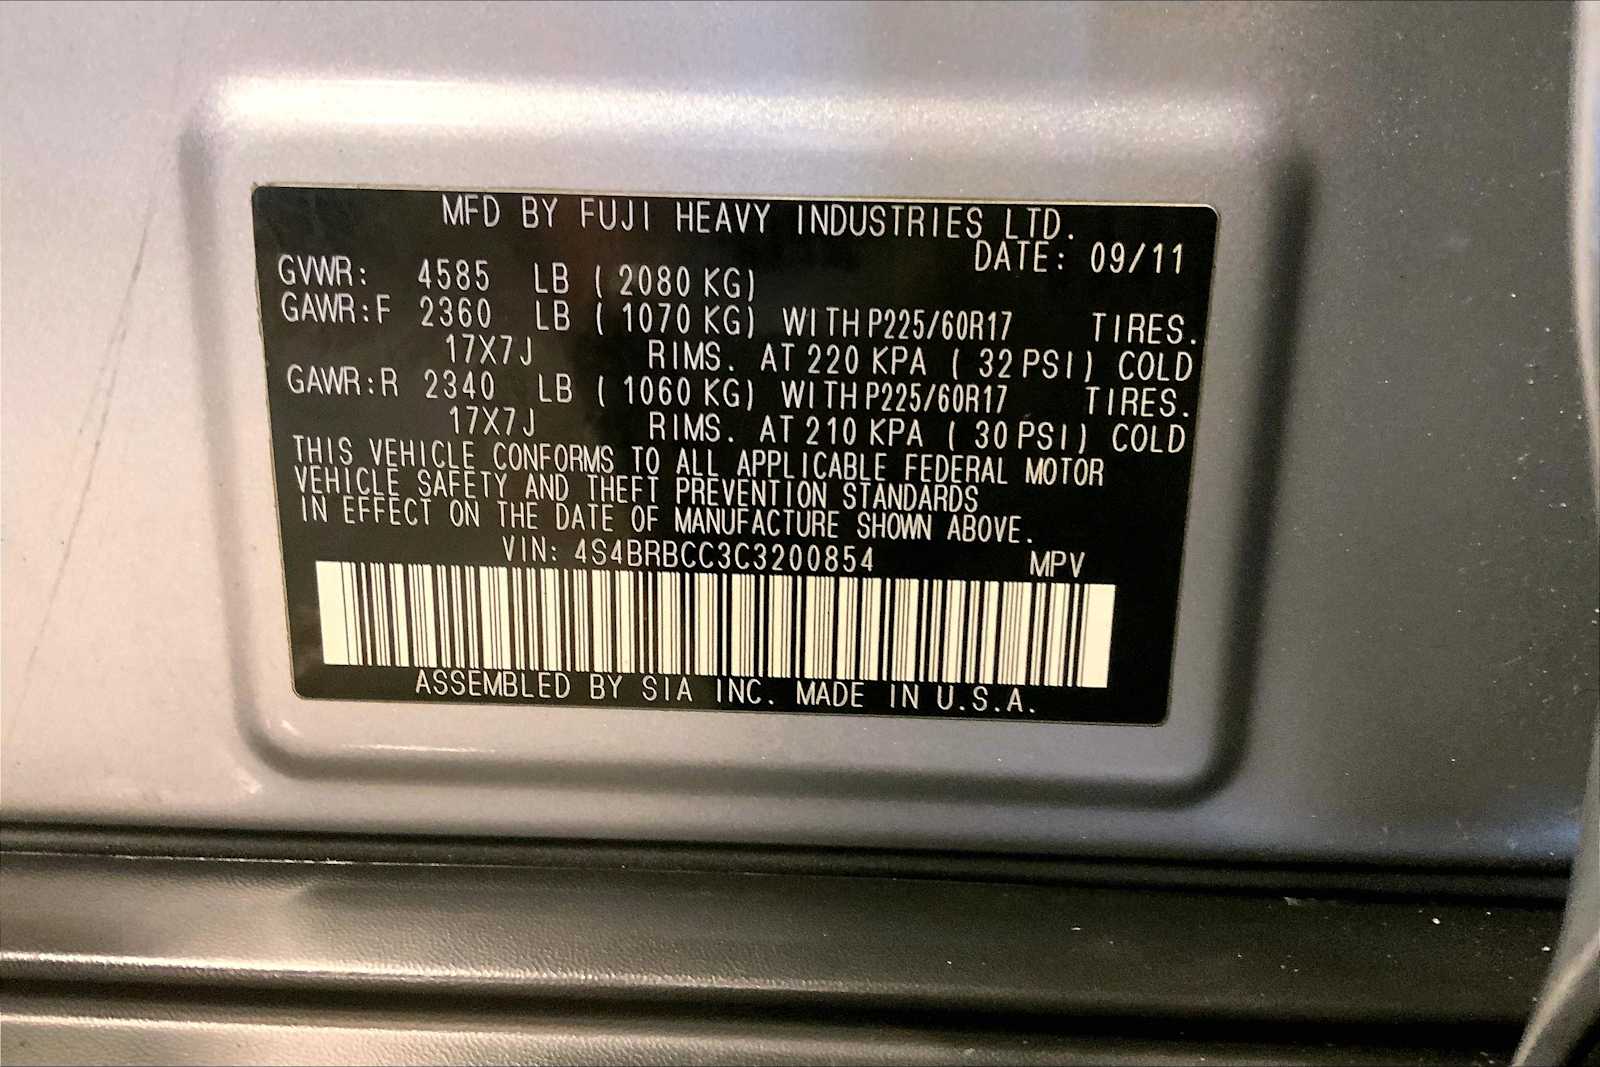 MFD BY FUJI HEAVY INDUSTRIES LTD.
DATE: 09/11
GVWR: 4585 LB ( 2080 KG)
GAWR:F 2360 LB ( 1070 KG) WITH P225/60R17 TIRES.
17X7J RIMS. AT 220 KPA ( 32 PSI) COLD
GAWR:R 2340 LB ( 1060 KG) WITH P225/60R17 TIRES.
17X7J RIMS. AT 210 KPA ( 30 PSI) COLD
THIS VEHICLE CONFORMS TO ALL APPLICABLE FEDERAL MOTOR
VEHICLE SAFETY AND THEFT PREVENTION STANDARDS
IN EFFECT ON THE DATE OF MANUFACTURE SHOWN ABOVE.
VIN: 4S4BRBCC3C3200854 MPV
ASSEMBLED BY SIA INC. MADE IN U.S.A.